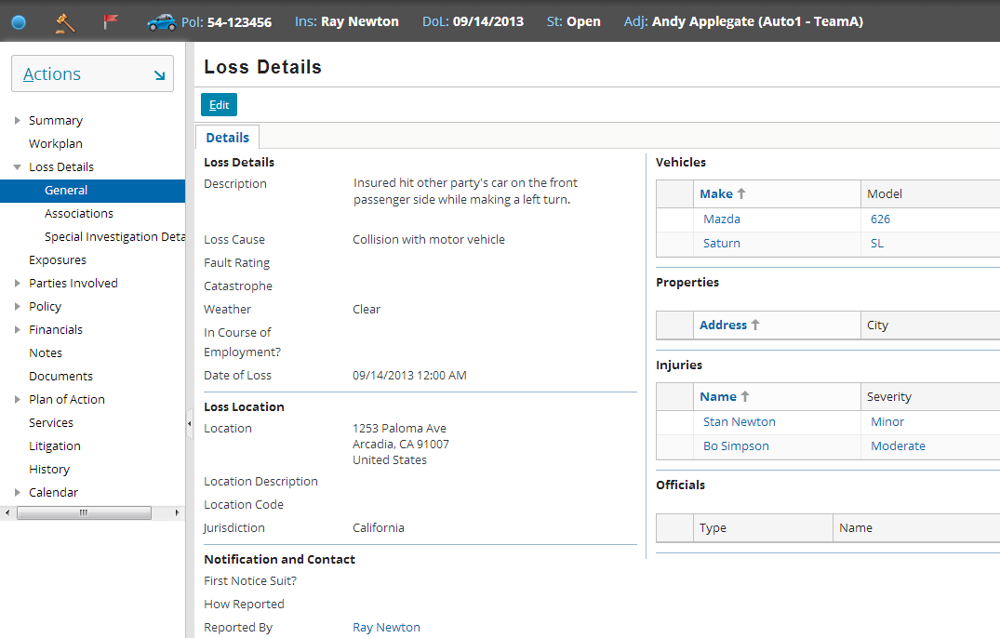 Pol: 54-123456 Ins: Ray Newton DoL: 09/14/2013 St: Open Adj: Andy Applegate (Auto1 - TeamA)
Actions
Summary
Workplan
Loss Details
General
Associations
Special Investigation Deta
Exposures
Parties Involved
Policy
Financials
Notes
Documents
Plan of Action
Services
Litigation
History
Calendar
Loss Details
Edit
Details
Loss Details
Description Insured hit other party's car on the front
passenger side while making a left turn.
Loss Cause Collision with motor vehicle
Fault Rating
Catastrophe
Weather Clear
In Course of
Employment?
Date of Loss 09/14/2013 12:00 AM
Loss Location
Location 1253 Paloma Ave
Arcadia, CA 91007
United States
Location Description
Location Code
Jurisdiction California
Notification and Contact
First Notice Suit?
How Reported
Reported By Ray Newton
Vehicles
Make Model
Mazda 626
Saturn SL
Properties
Address City
Injuries
Name Severity
Stan Newton Minor
Bo Simpson Moderate
Officials
Type Name